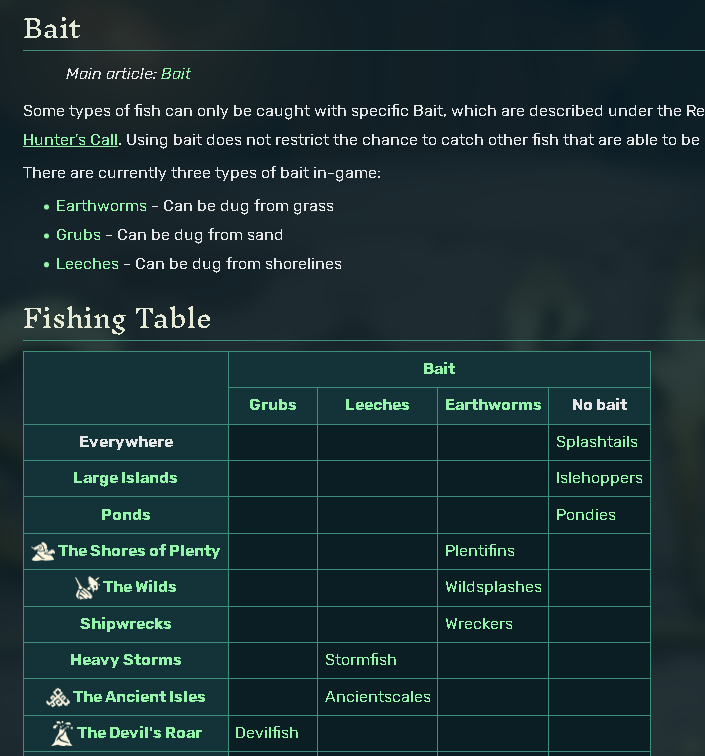 Bait
Main article: Bait
Some types of fish can only be caught with specific Bait, which are described under the Re
Hunter's Call. Using bait does not restrict the chance to catch other fish that are able to be
There are currently three types of bait in-game:
• Earthworms - Can be dug from grass
• Grubs - Can be dug from sand
• Leeches - Can be dug from shorelines
Fishing Table
Bait
Grubs Leeches Earthworms No bait
Everywhere Splashtails
Large Islands Islehoppers
Ponds Pondies
The Shores of Plenty Plentifins
The Wilds Wildsplashes
Shipwrecks Wreckers
Heavy Storms Stormfish
The Ancient Isles Ancientscales
The Devil's Roar Devilfish